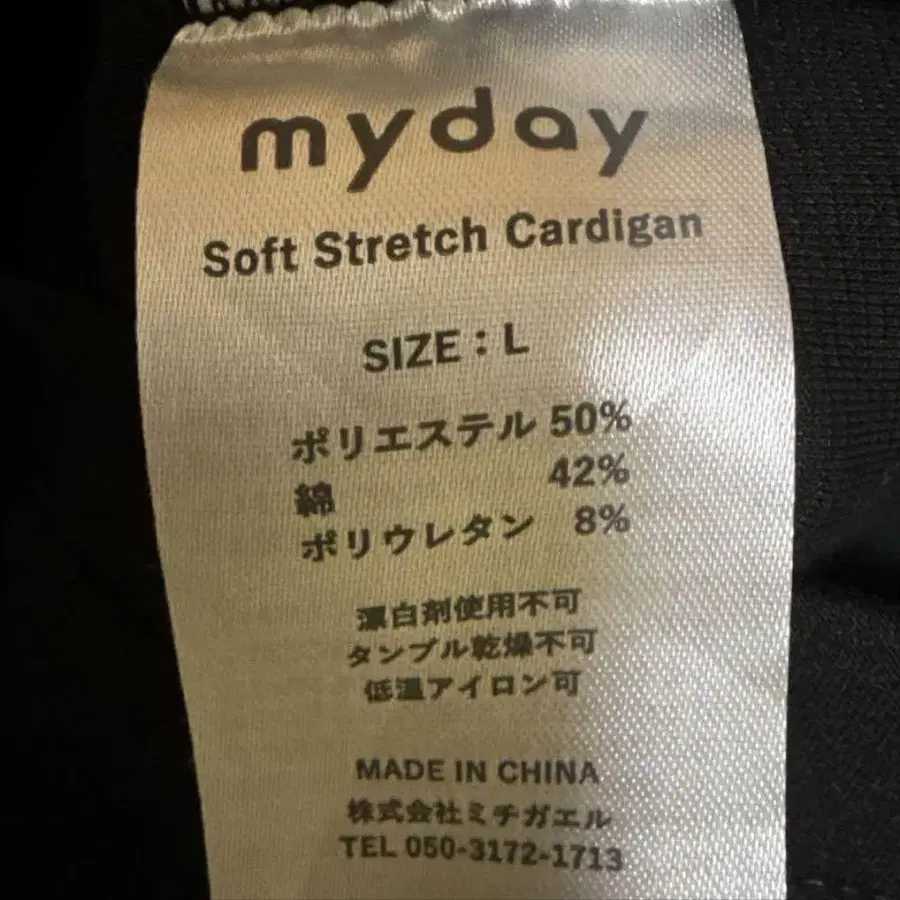 myday
Soft Stretch Cardigan
SIZE : L
ポリエステル 50%
綿 42%
ポリウレタン 8%
漂白剤使用不可
タンブル乾燥不可
低温アイロン可
MADE IN CHINA
株式会社ミチガエル
TEL 050-3172-1713